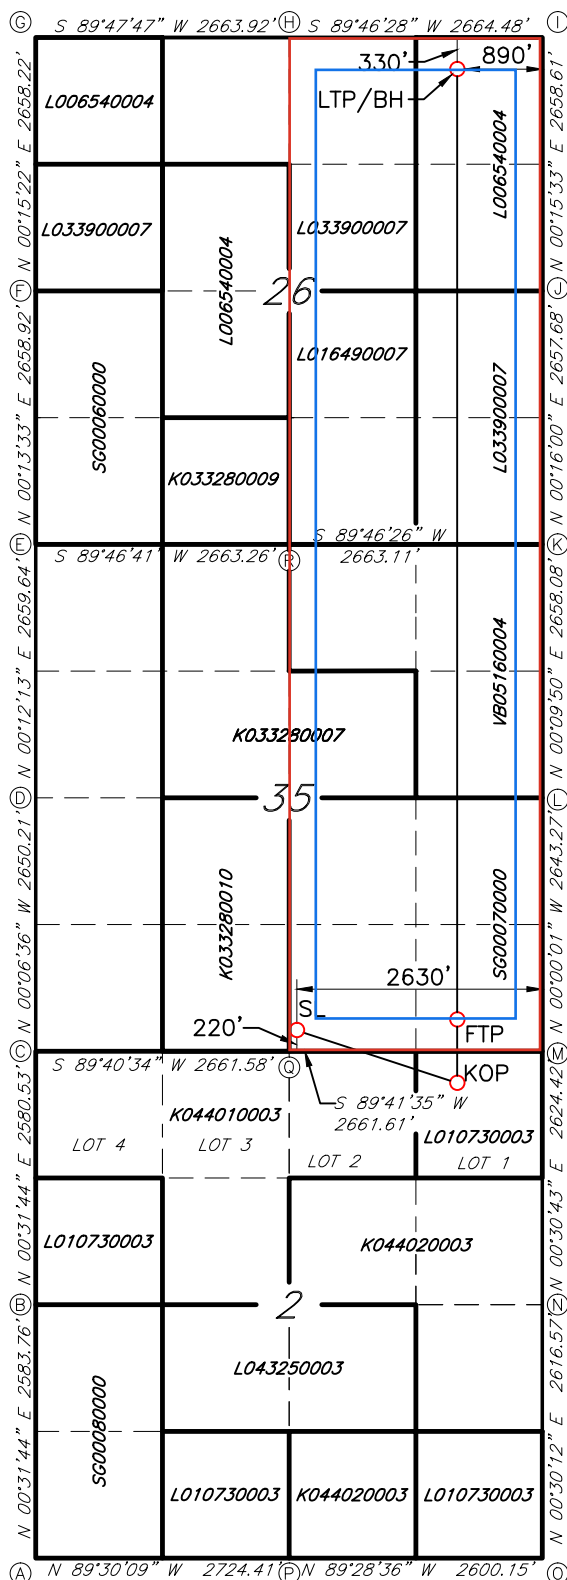 G S 89°47'47" W 2663.92' H S 89°46'28" W 2664.48' I
330' 890'
LTP/BH
L006540004
N 00°15'22" E 2658.22'
N 00°15'33" E 2658.61'
L006540004
L033900007
L033900007
L006540004
F 26 J
L016490007
SG00060000
L033900007
N 00°13'33" E 2658.92'
N 00°16'00" E 2657.68'
K033280009
S 89°46'26" W
E S 89°46'41" W 2663.26' 2663.11' K
R
N 00°12'13" E 2659.64'
N 00°09'50" E 2658.08'
VB05160004
K033280007
D 35 L
N 00°06'36" W 2650.21'
N 00°00'01" W 2643.27'
K033280010
SG00070000
2630'
SL
220' FTP
C S 89°40'34" W 2661.58' Q M
KOP
S 89°41'35" W
2661.61'
K044010003
L010730003
LOT 4 LOT 3 LOT 2 LOT 1
N 00°31'44" E 2580.53'
N 00°30'43" E 2624.42'
L010730003 K044020003
B 2 N
L043250003
SG00080000
N 00°31'44" E 2583.76'
N 00°30'12" E 2616.57'
L010730003 K044020003 L010730003
A N 89°30'09" W 2724.41' P N 89°28'36" W 2600.15' O